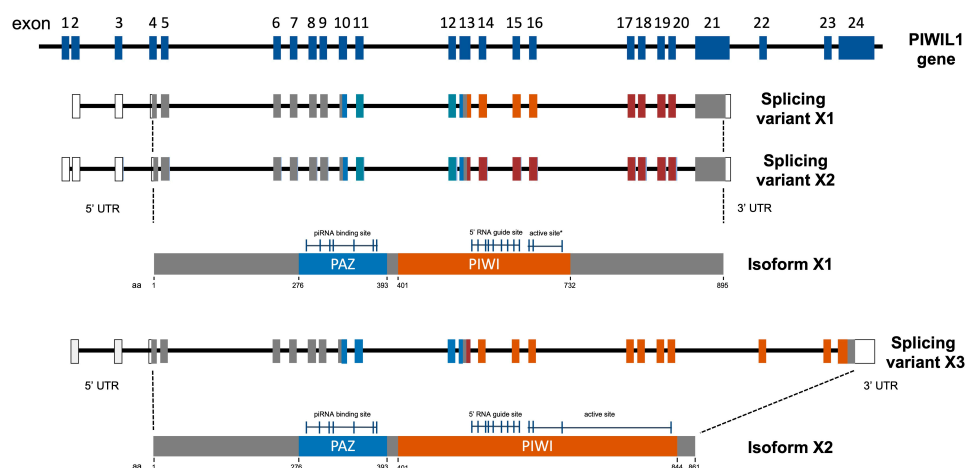 exon 1 2 3 4 5 6 7 8 9 10 11 12 13 14 15 16 17 18 19 20 21 22 23 24
PIWIL1
gene
Splicing
variant X1
Splicing
variant X2
5' UTR
3' UTR
piRNA binding site
5' RNA guide site
active site*
PAZ
PIWI
Isoform X1
aa 1 276 393 401 732 895
Splicing
variant X3
5' UTR
3' UTR
piRNA binding site
5' RNA guide site
active site
PAZ
PIWI
Isoform X2
aa 1 276 393 401 844 861